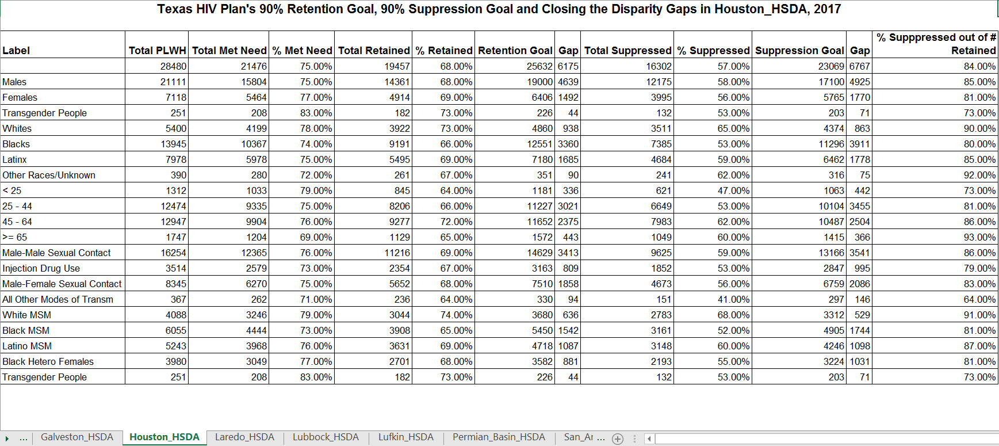 Texas HIV Plan's 90% Retention Goal, 90% Suppression Goal and Closing the Disparity Gaps in Houston_HSDA, 2017
Label Total PLWH Total Met Need % Met Need Total Retained % Retained Retention Goal Gap Total Suppressed % Suppressed Suppression Goal Gap % Supppressed out of # Retained
28480 21476 75.00% 19457 68.00% 25632 6175 16302 57.00% 23069 6767 84.00%
Males 21111 15804 75.00% 14361 68.00% 19000 4639 12175 58.00% 17100 4925 85.00%
Females 7118 5464 77.00% 4914 69.00% 6406 1492 3995 56.00% 5765 1770 81.00%
Transgender People 251 208 83.00% 182 73.00% 226 44 132 53.00% 203 71 73.00%
Whites 5400 4199 78.00% 3922 73.00% 4860 938 3511 65.00% 4374 863 90.00%
Blacks 13945 10367 74.00% 9191 66.00% 12551 3360 7385 53.00% 11296 3911 80.00%
Latinx 7978 5978 75.00% 5495 69.00% 7180 1685 4684 59.00% 6462 1778 85.00%
Other Races/Unknown 390 280 72.00% 261 67.00% 351 90 241 62.00% 316 75 92.00%
< 25 1312 1033 79.00% 845 64.00% 1181 336 621 47.00% 1063 442 73.00%
25 - 44 12474 9335 75.00% 8206 66.00% 11227 3021 6649 53.00% 10104 3455 81.00%
45 - 64 12947 9904 76.00% 9277 72.00% 11652 2375 7983 62.00% 10487 2504 86.00%
>= 65 1747 1204 69.00% 1129 65.00% 1572 443 1049 60.00% 1415 366 93.00%
Male-Male Sexual Contact 16254 12365 76.00% 11216 69.00% 14629 3413 9625 59.00% 13166 3541 86.00%
Injection Drug Use 3514 2579 73.00% 2354 67.00% 3163 809 1852 53.00% 2847 995 79.00%
Male-Female Sexual Contact 8345 6270 75.00% 5652 68.00% 7510 1858 4673 56.00% 6759 2086 83.00%
All Other Modes of Transm 367 262 71.00% 236 64.00% 330 94 151 41.00% 297 146 64.00%
White MSM 4088 3246 79.00% 3044 74.00% 3680 636 2783 68.00% 3312 529 91.00%
Black MSM 6055 4444 73.00% 3908 65.00% 5450 1542 3161 52.00% 4905 1744 81.00%
Latino MSM 5243 3968 76.00% 3631 69.00% 4718 1087 3148 60.00% 4246 1098 87.00%
Black Hetero Females 3980 3049 77.00% 2701 68.00% 3582 881 2193 55.00% 3224 1031 81.00%
Transgender People 251 208 83.00% 182 73.00% 226 44 132 53.00% 203 71 73.00%
... Galveston_HSDA Houston_HSDA Laredo_HSDA Lubbock_HSDA Lufkin_HSDA Permian_Basin_HSDA San_Ar ...